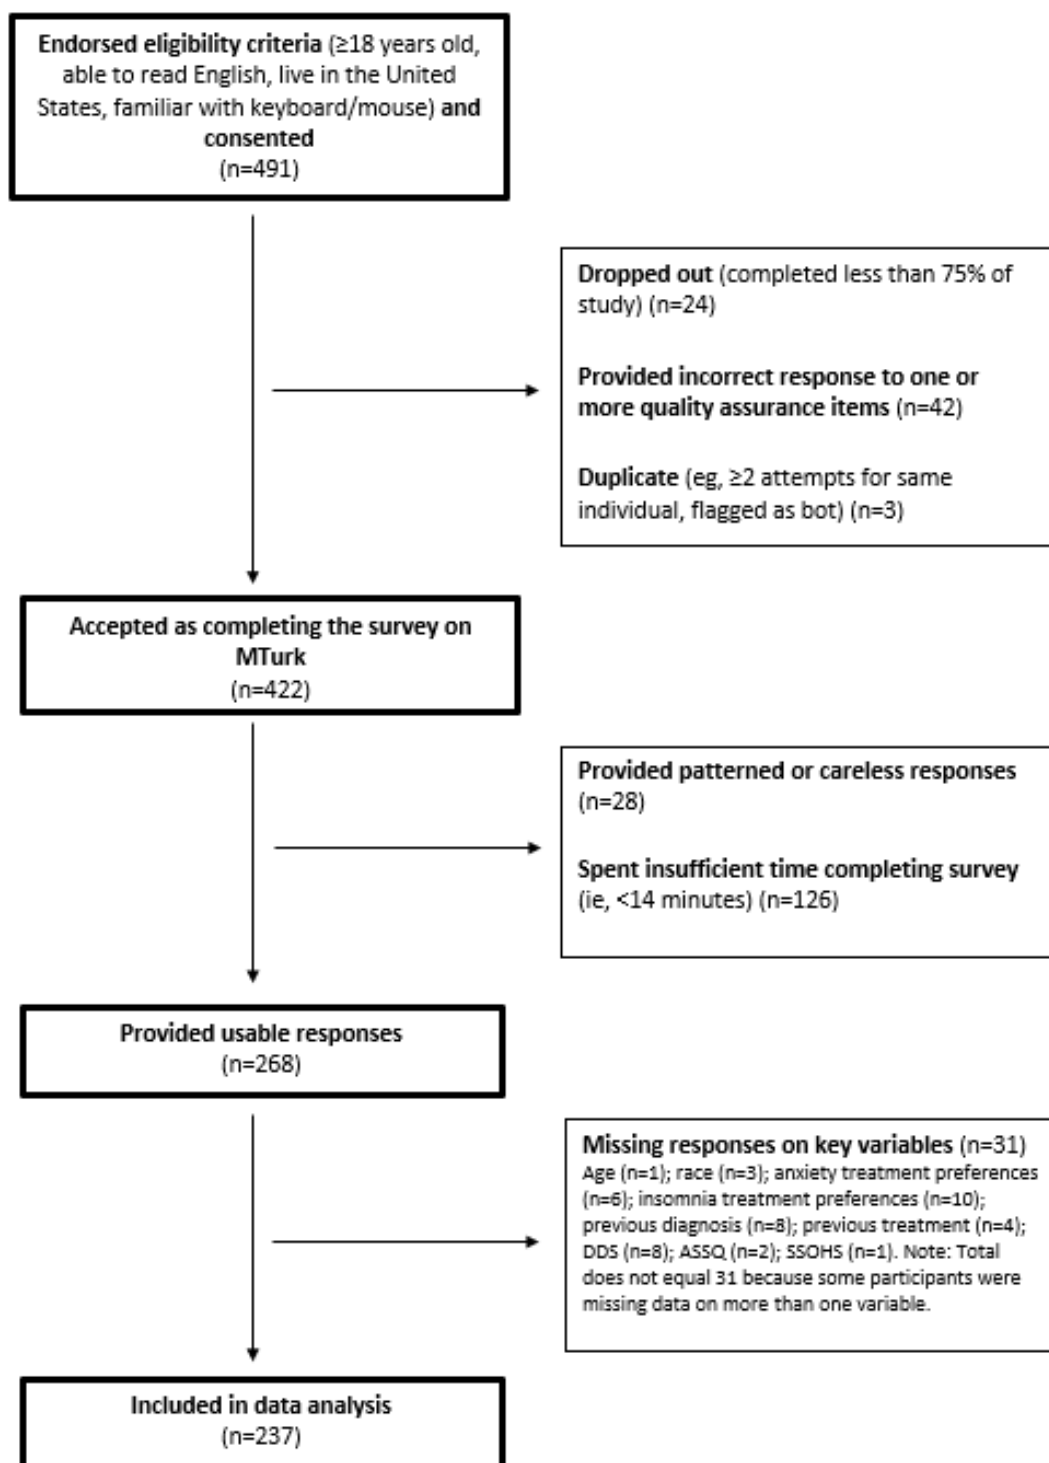 Endorsed eligibility criteria (≥18 years old,
able to read English, live in the United
States, familiar with keyboard/mouse) and
consented
(n=491)
Dropped out (completed less than 75% of
study) (n=24)
Provided incorrect response to one or
more quality assurance items (n=42)
Duplicate (eg, ≥2 attempts for same
individual, flagged as bot) (n=3)
Accepted as completing the survey on
MTurk
(n=422)
Provided patterned or careless responses
(n=28)
Spent insufficient time completing survey
(ie, <14 minutes) (n=126)
Provided usable responses
(n=268)
Missing responses on key variables (n=31)
Age (n=1); race (n=3); anxiety treatment preferences
(n=6); insomnia treatment preferences (n=10);
previous diagnosis (n=8); previous treatment (n=4);
DDS (n=8); ASSQ (n=2); SSOHS (n=1). Note: Total
does not equal 31 because some participants were
missing data on more than one variable.
Included in data analysis
(n=237)